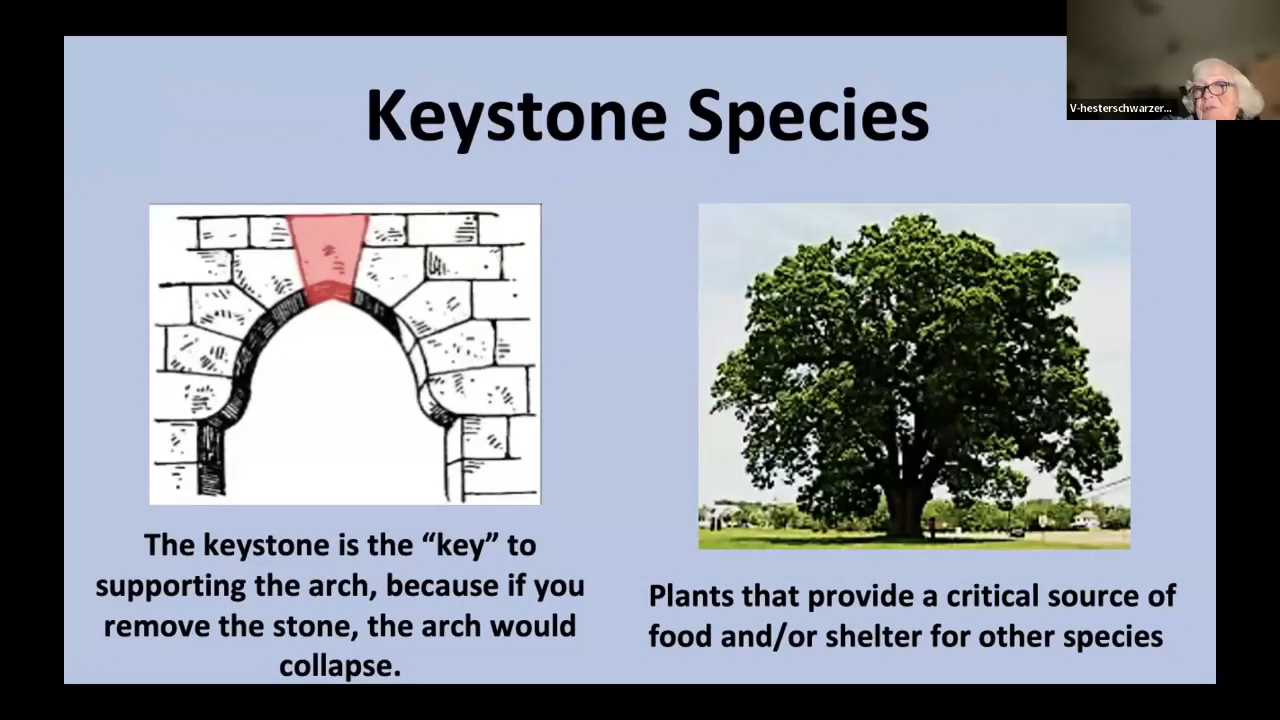 Keystone Species
V-hesterschwarzer...
The keystone is the “key” to
supporting the arch, because if you
remove the stone, the arch would
collapse.
Plants that provide a critical source of
food and/or shelter for other species